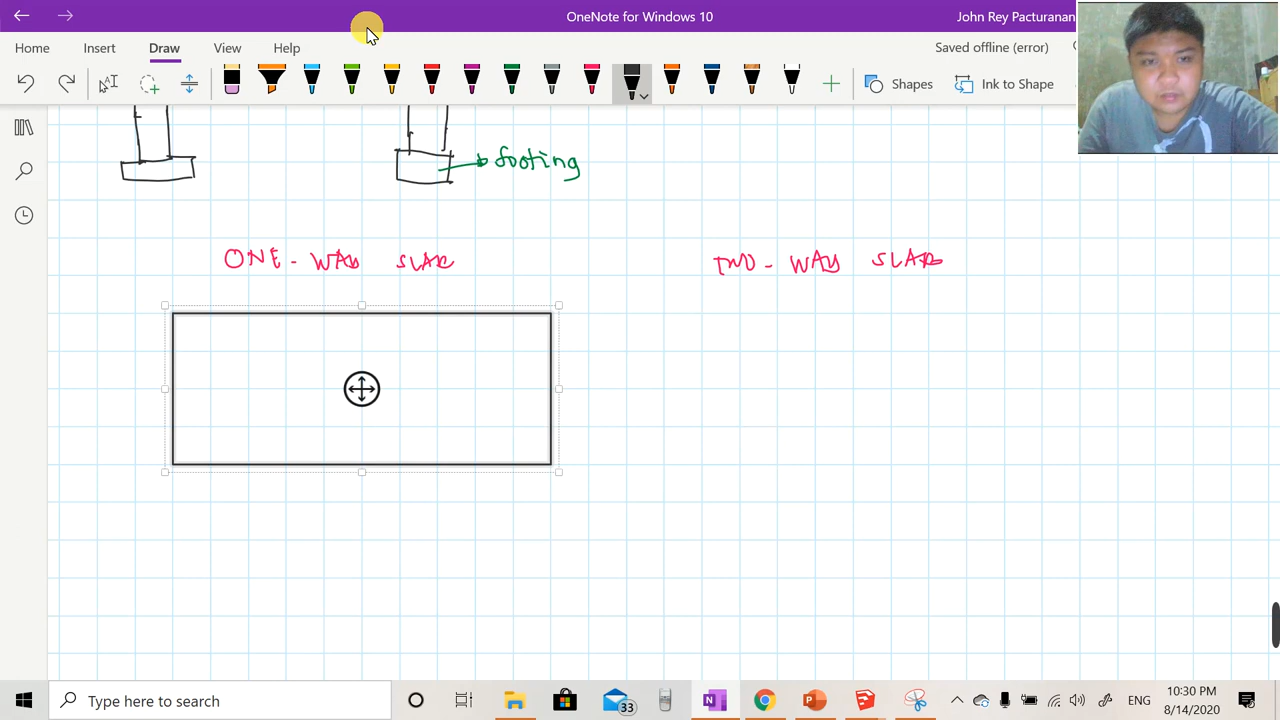 OneNote for Windows 10
John Rey Pacturanan
Home Insert Draw View Help
Saved offline (error)
Shapes Ink to Shape
footing
ONE - WAY SLAB
TWO - WAY SLAB
Type here to search
33
ENG
10:30 PM
8/14/2020